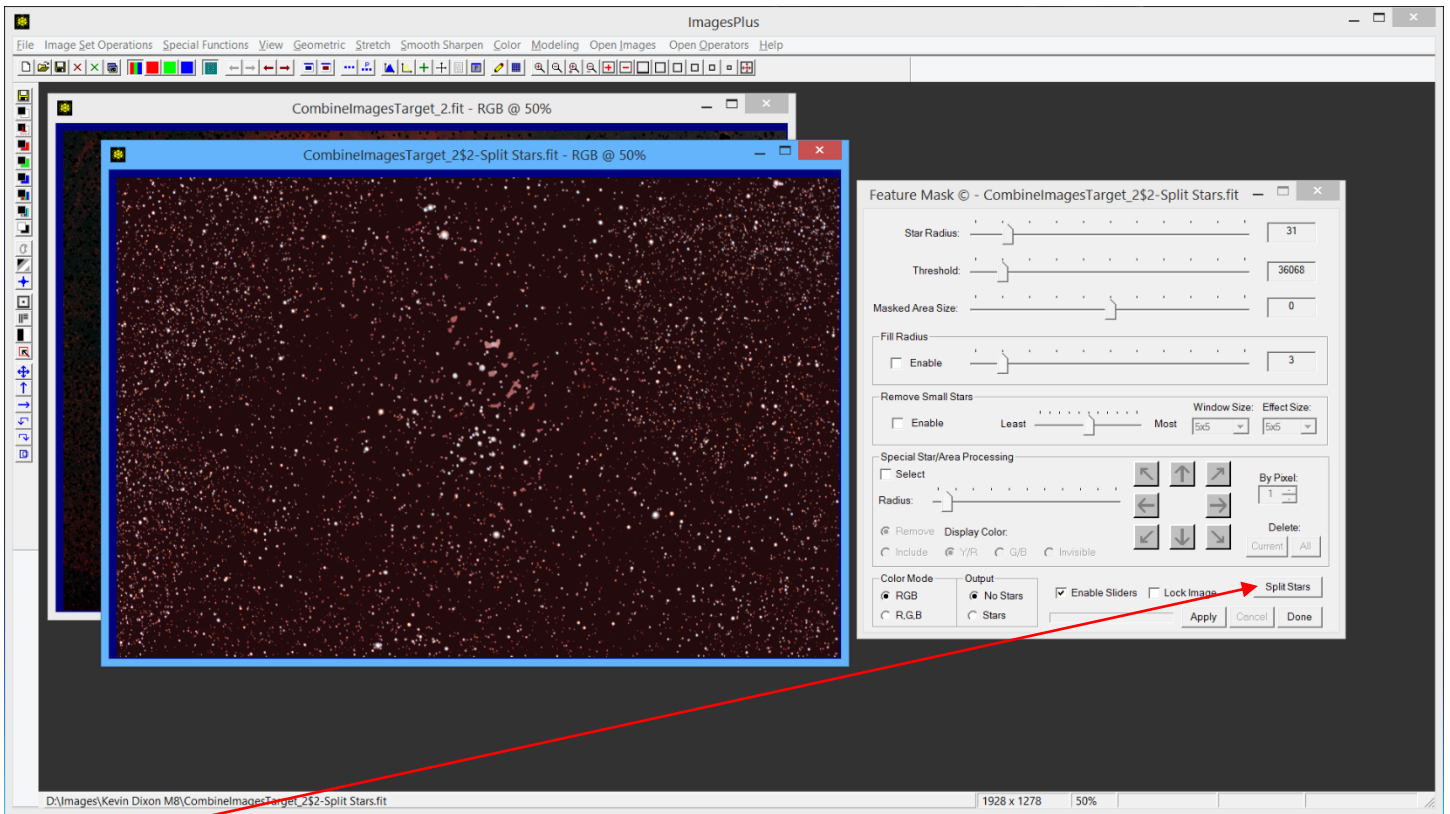 ImagesPlus
File Image Set Operations Special Functions View Geometric Stretch Smooth Sharpen Color Modeling Open Images Open Operators Help
CombineImagesTarget_2.fit - RGB @ 50%
CombineImagesTarget_2$2-Split Stars.fit - RGB @ 50%
Feature Mask © - CombineImagesTarget_2$2-Split Stars.fit
Star Radius: 31
Threshold: 36068
Masked Area Size: 0
Fill Radius
Enable 3
Remove Small Stars
Window Size: Effect Size:
Enable Least Most 5x5 5x5
Special Star/Area Processing
Select
By Pixel:
Radius: 1
Remove Display Color: Delete:
Include Y/R G/B Invisible Current All
Color Mode Output
RGB No Stars Enable Sliders Lock Image Split Stars
R,G,B Stars Apply Cancel Done
D:\Images\Kevin Dixon M8\CombineImagesTarget_2$2-Split Stars.fit 1928 x 1278 50%